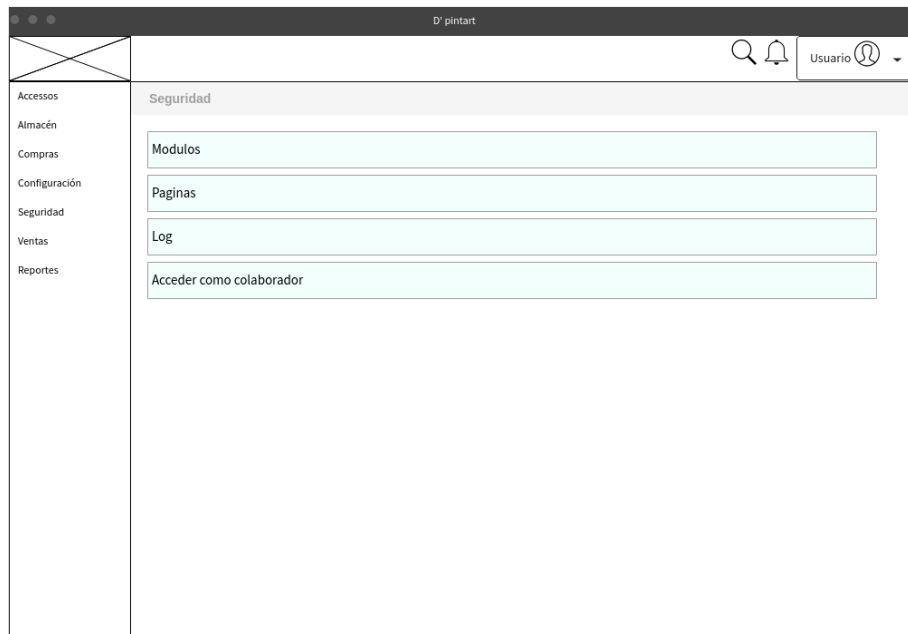 D' pintart
Usuario
Accessos
Almacén
Compras
Configuración
Seguridad
Ventas
Reportes
Seguridad
Modulos
Paginas
Log
Acceder como colaborador